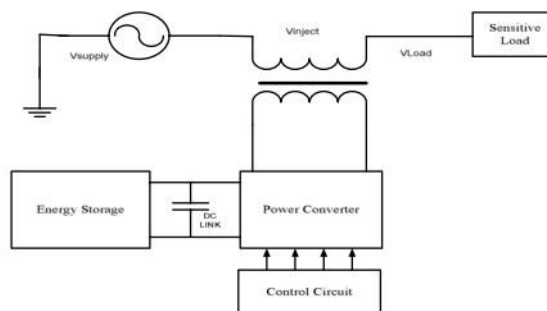 Vsupply
Vinject
VLoad
Sensitive
Load
Energy Storage
DC
LINK
Power Converter
Control Circuit